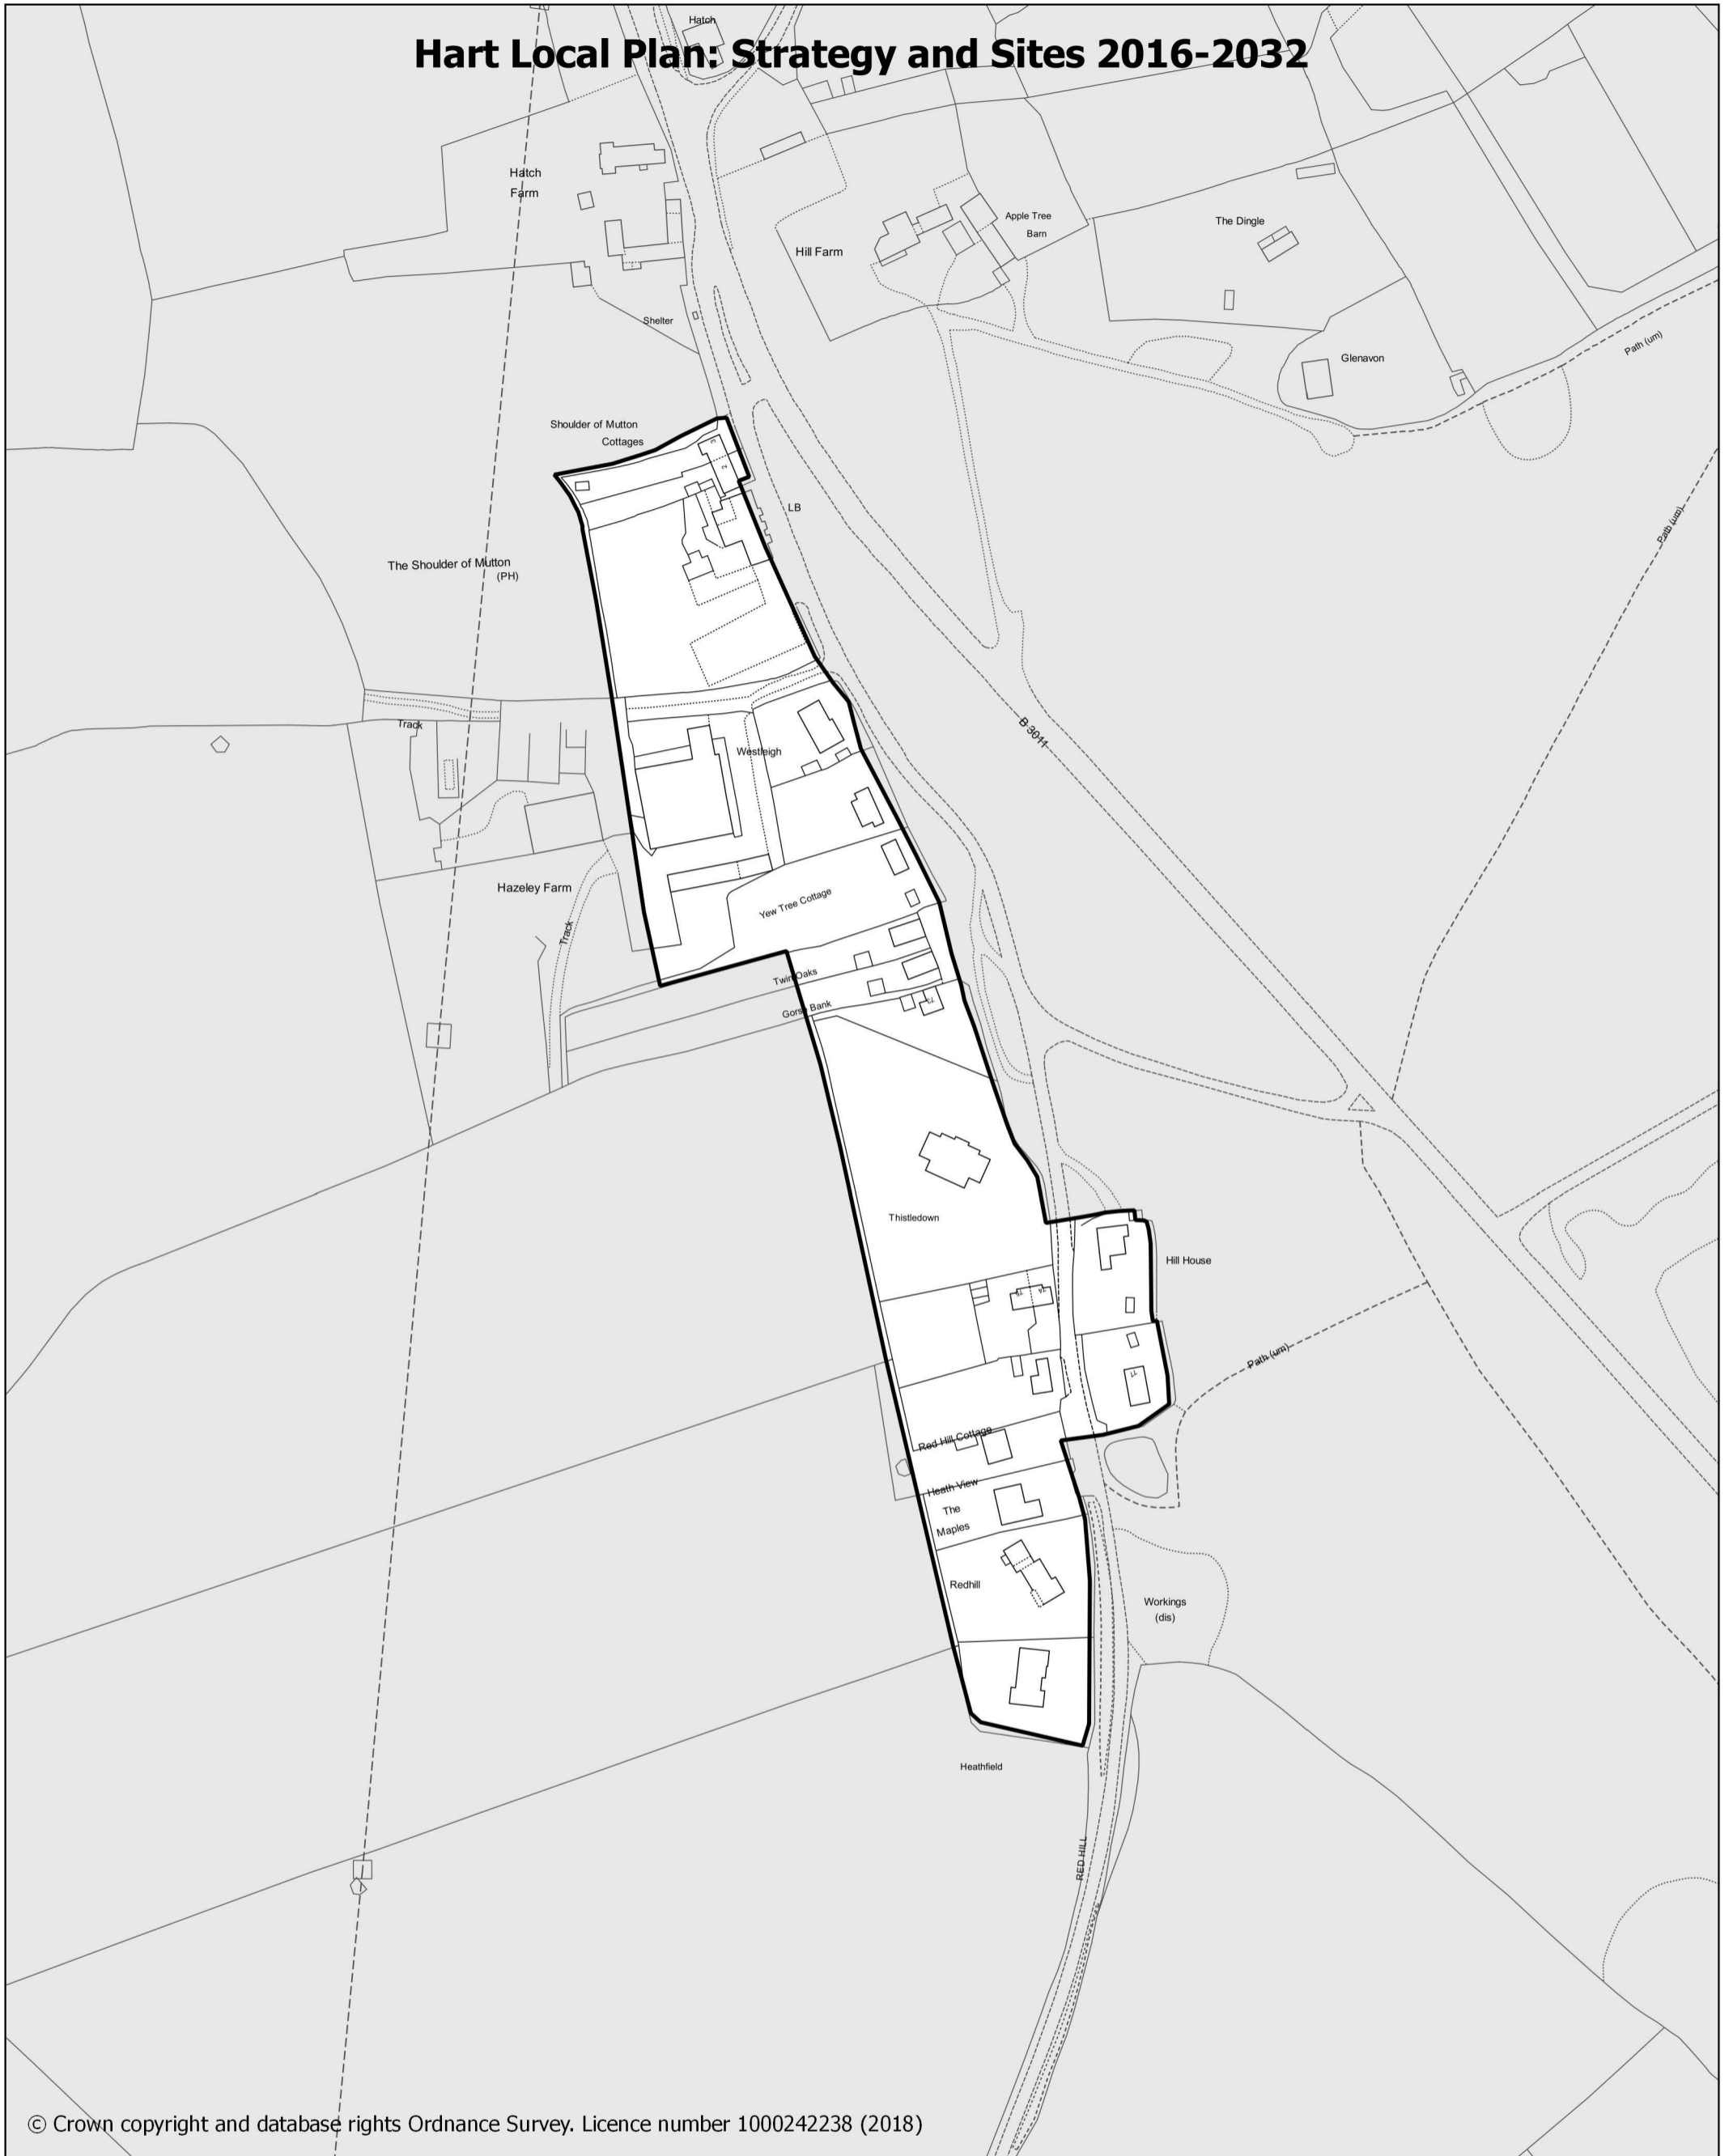 Hatch
Hart Local Plan: Strategy and Sites 2016-2032
Hatch
Farm
Apple Tree
Barn
The Dingle
Hill Farm
Shelter
Path (um)
Glenavon
Shoulder of Mutton
Cottages
3
LB
Path (um)
The Shoulder of Mutton
(PH)
Track
B 3011
Westleigh
Hazeley Farm
Yew Tree Cottage
Track
Twin Oaks
Gorse Bank
Thistledown
Hill House
Path (um)
Red Hill Cottage
Heath View
The
Maples
Redhill
Workings
(dis)
Heathfield
RED HILL
© Crown copyright and database rights Ordnance Survey. Licence number 1000242238 (2018)